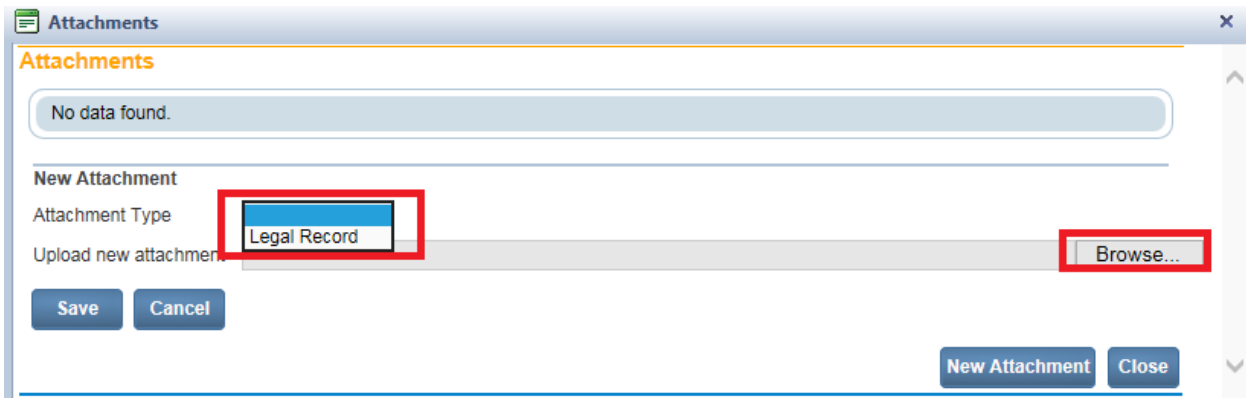 Attachments
Attachments
No data found.
New Attachment
Attachment Type
Legal Record
Upload new attachment
Browse...
Save Cancel
New Attachment Close